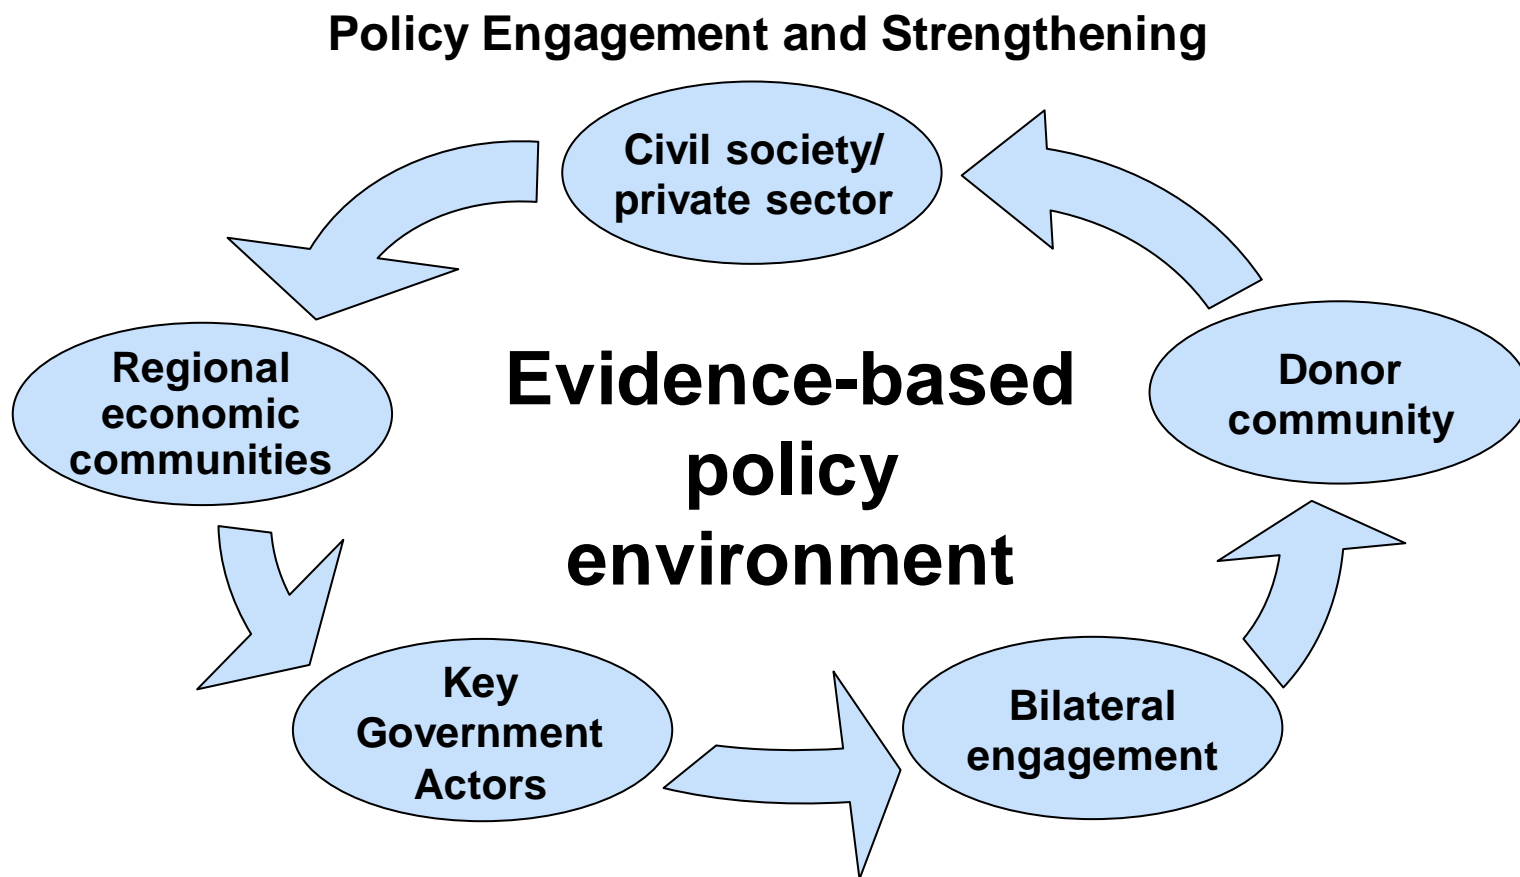 Policy Engagement and Strengthening
Civil society/
private sector
Regional
economic
communities
Evidence-based
policy
environment
Donor
community
Key
Government
Actors
Bilateral
engagement